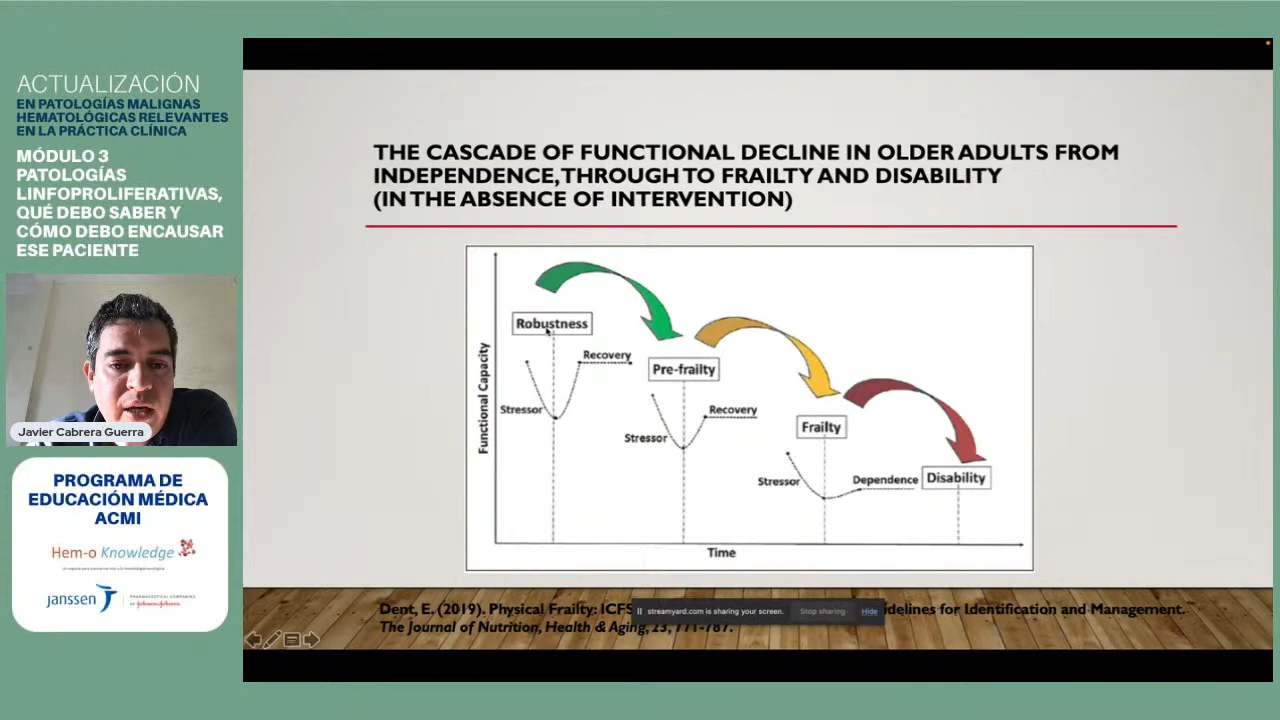 ACTUALIZACIÓN
EN PATOLOGÍAS MALIGNAS
HEMATOLÓGICAS RELEVANTES
EN LA PRÁCTICA CLÍNICA
MÓDULO 3
PATOLOGÍAS
LINFOPROLIFERATIVAS,
QUÉ DEBO SABER Y
CÓMO DEBO ENCAUSAR
ESE PACIENTE
Javier Cabrera Guerra
PROGRAMA DE
EDUCACIÓN MÉDICA
ACMI
Hem-o Knowledge
janssen
PHARMACEUTICAL COMPANIES
OF Johnson & Johnson
THE CASCADE OF FUNCTIONAL DECLINE IN OLDER ADULTS FROM
INDEPENDENCE, THROUGH TO FRAILTY AND DISABILITY
(IN THE ABSENCE OF INTERVENTION)
Functional Capacity
Robustness
Recovery
Stressor
Pre-frailty
Recovery
Stressor
Frailty
Stressor
Dependence
Disability
Time
Dent, E. (2019). Physical Frailty: ICFS idelines for Identification and Management.
The Journal of Nutrition, Health & Aging, 23, 771-787.
streamyard.com is sharing your screen.
Stop sharing
Hide